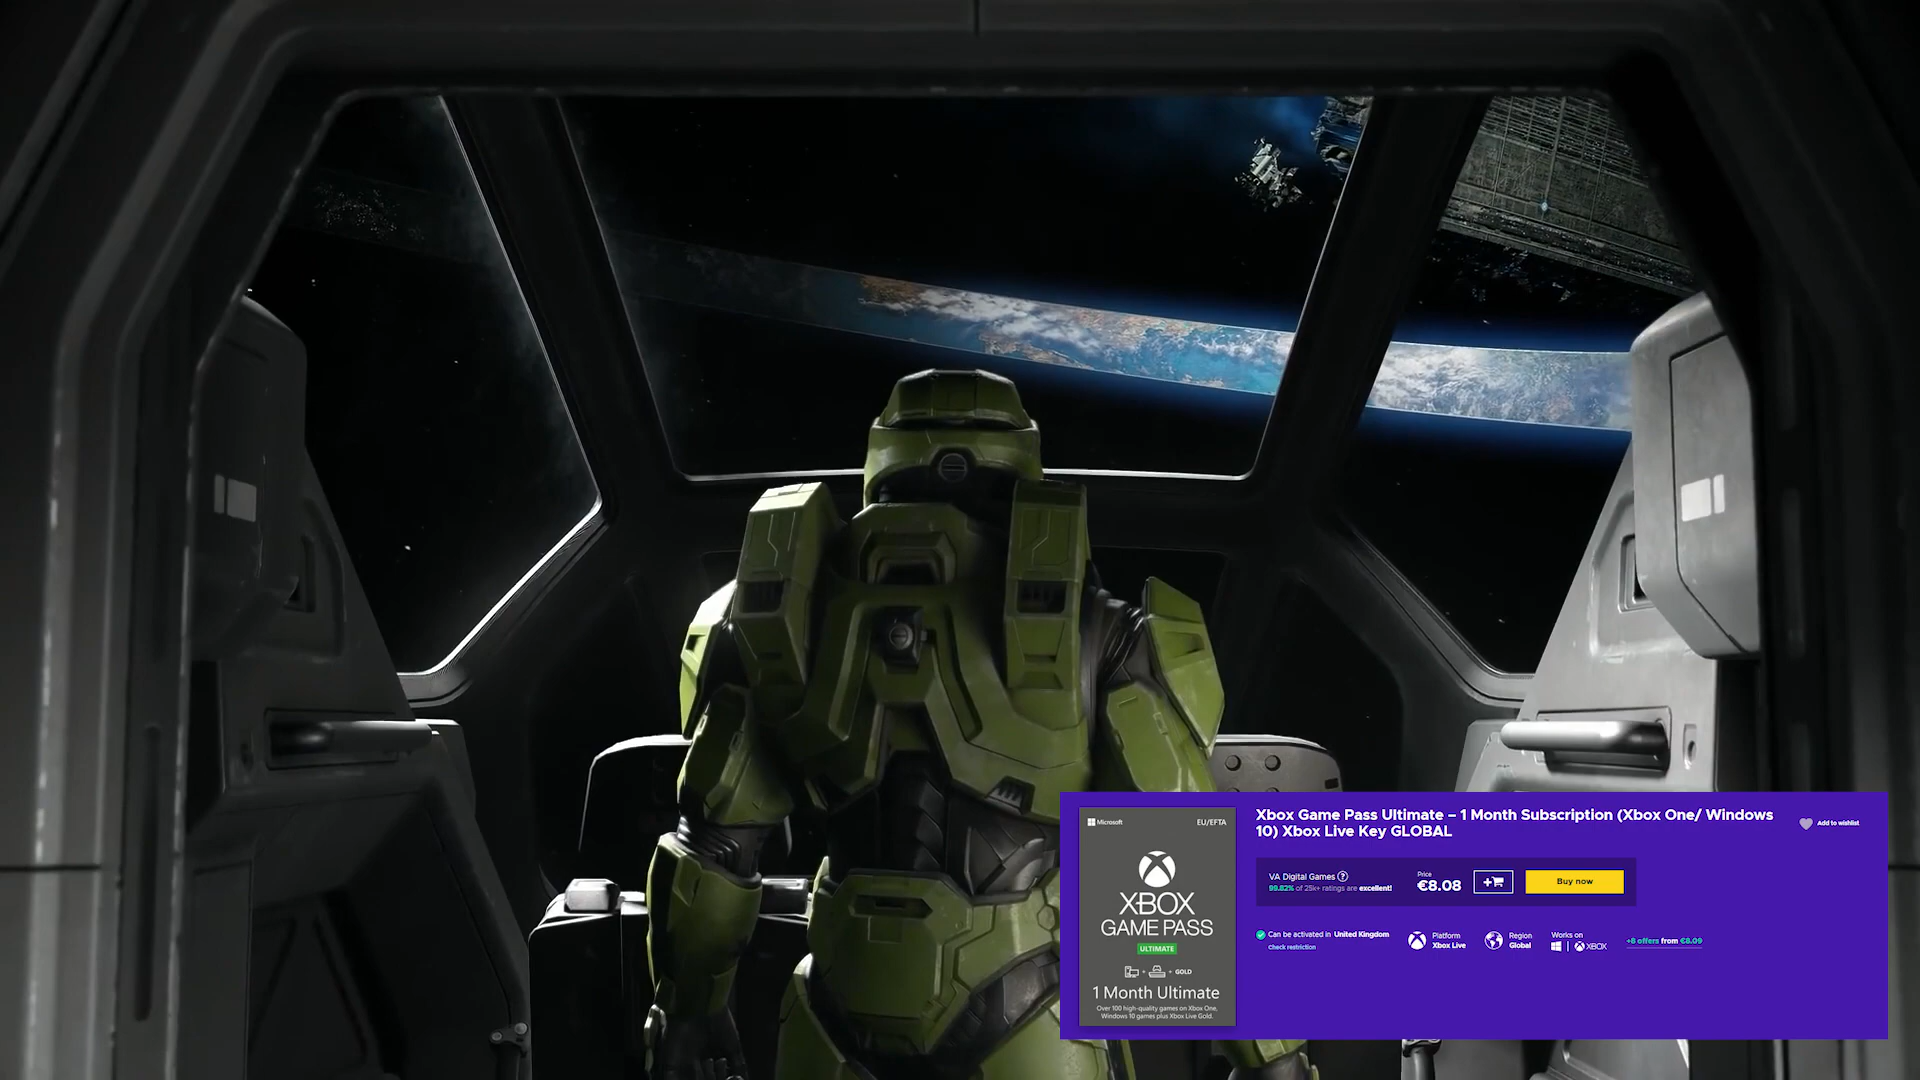 Microsoft
EU/EFTA
XBOX
GAME PASS
ULTIMATE
+ + GOLD
1 Month Ultimate
Over 100 high-quality games on Xbox One,
Windows 10 games plus Xbox Live Gold.
Xbox Game Pass Ultimate – 1 Month Subscription (Xbox One/ Windows
10) Xbox Live Key GLOBAL
Add to wishlist
VA Digital Games ?
99.82% of 25k+ ratings are excellent!
Price
€8.08
+
Buy now
Can be activated in United Kingdom
Check restriction
Platform
Xbox Live
Region
Global
Works on
| XBOX
+8 offers from €8.09